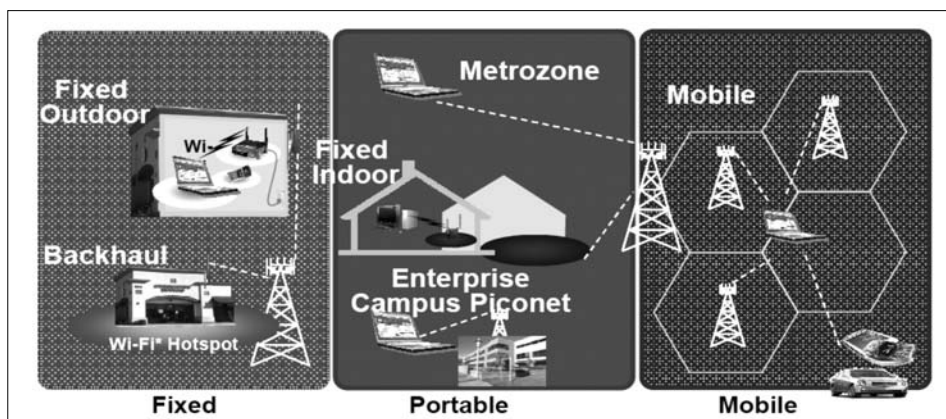 Fixed
Outdoor
Wi-
Backhaul
Wi-Fi* Hotspot
Metrozone
Fixed
Indoor
Enterprise
Campus Piconet
Mobile
Fixed
Portable
Mobile